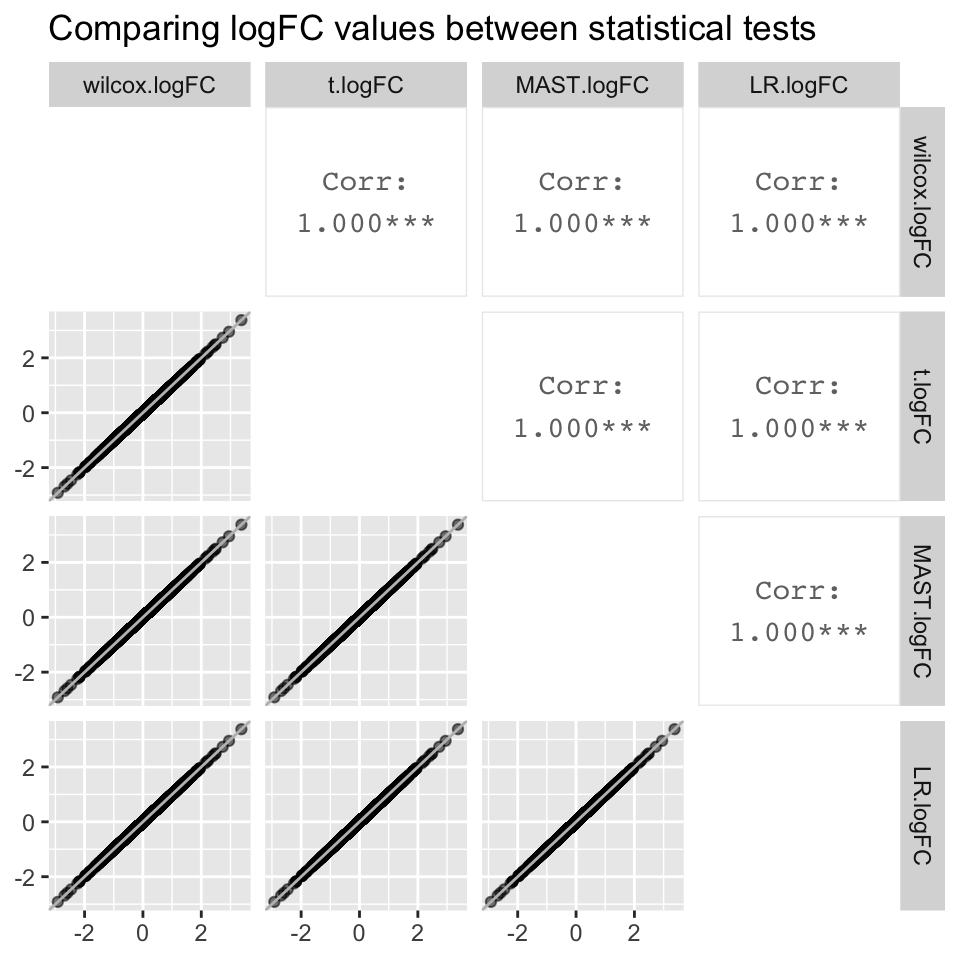 Comparing logFC values between statistical tests
wilcox.logFC
t.logFC
MAST.logFC
LR.logFC
Corr:
1.000***
Corr:
1.000***
Corr:
1.000***
wilcox.logFC
2
0
-2
Corr:
1.000***
Corr:
1.000***
t.logFC
2
0
-2
Corr:
1.000***
MAST.logFC
2
0
-2
LR.logFC
-2 0 2
-2 0 2
-2 0 2